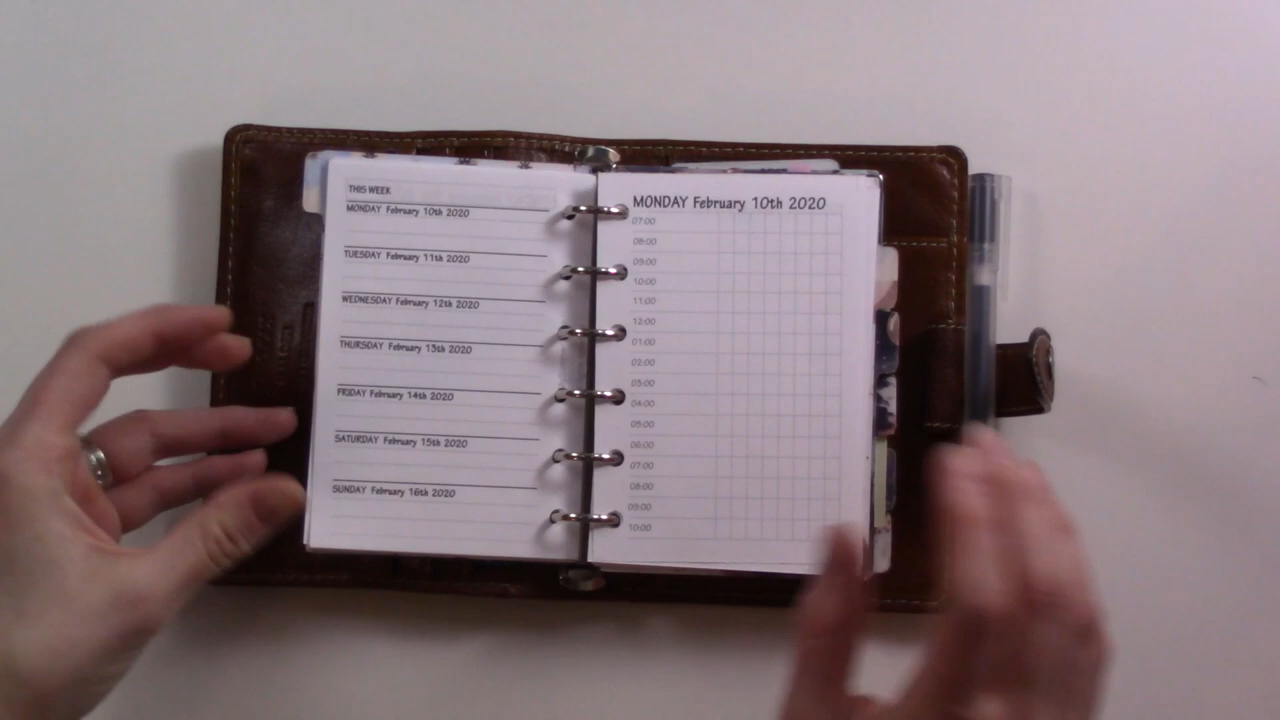 THIS WEEK
MONDAY February 10th 2020
TUESDAY February 11th 2020
WEDNESDAY February 12th 2020
THURSDAY February 13th 2020
FRIDAY February 14th 2020
SATURDAY February 15th 2020
SUNDAY February 16th 2020
MONDAY February 10th 2020
07:00
08:00
09:00
10:00
11:00
12:00
01:00
02:00
03:00
04:00
05:00
06:00
07:00
08:00
09:00
10:00